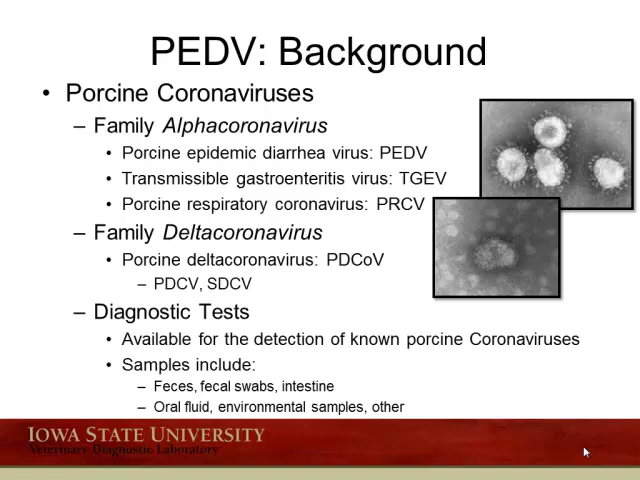 PEDV: Background
• Porcine Coronaviruses
– Family Alphacoronavirus
• Porcine epidemic diarrhea virus: PEDV
• Transmissible gastroenteritis virus: TGEV
• Porcine respiratory coronavirus: PRCV
– Family Deltacoronavirus
• Porcine deltacoronavirus: PDCoV
– PDCV, SDCV
– Diagnostic Tests
• Available for the detection of known porcine Coronaviruses
• Samples include:
– Feces, fecal swabs, intestine
– Oral fluid, environmental samples, other
IOWA STATE UNIVERSITY
Veterinary Diagnostic Laboratory